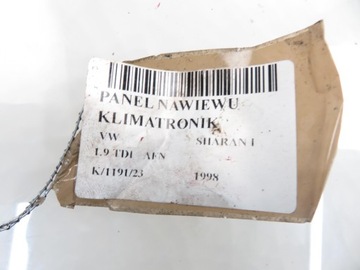 PANEL NAWIEWU
KLIMATRONIK
VW SHARAN I
1.9 TDI AFN
K/1191/23 1998